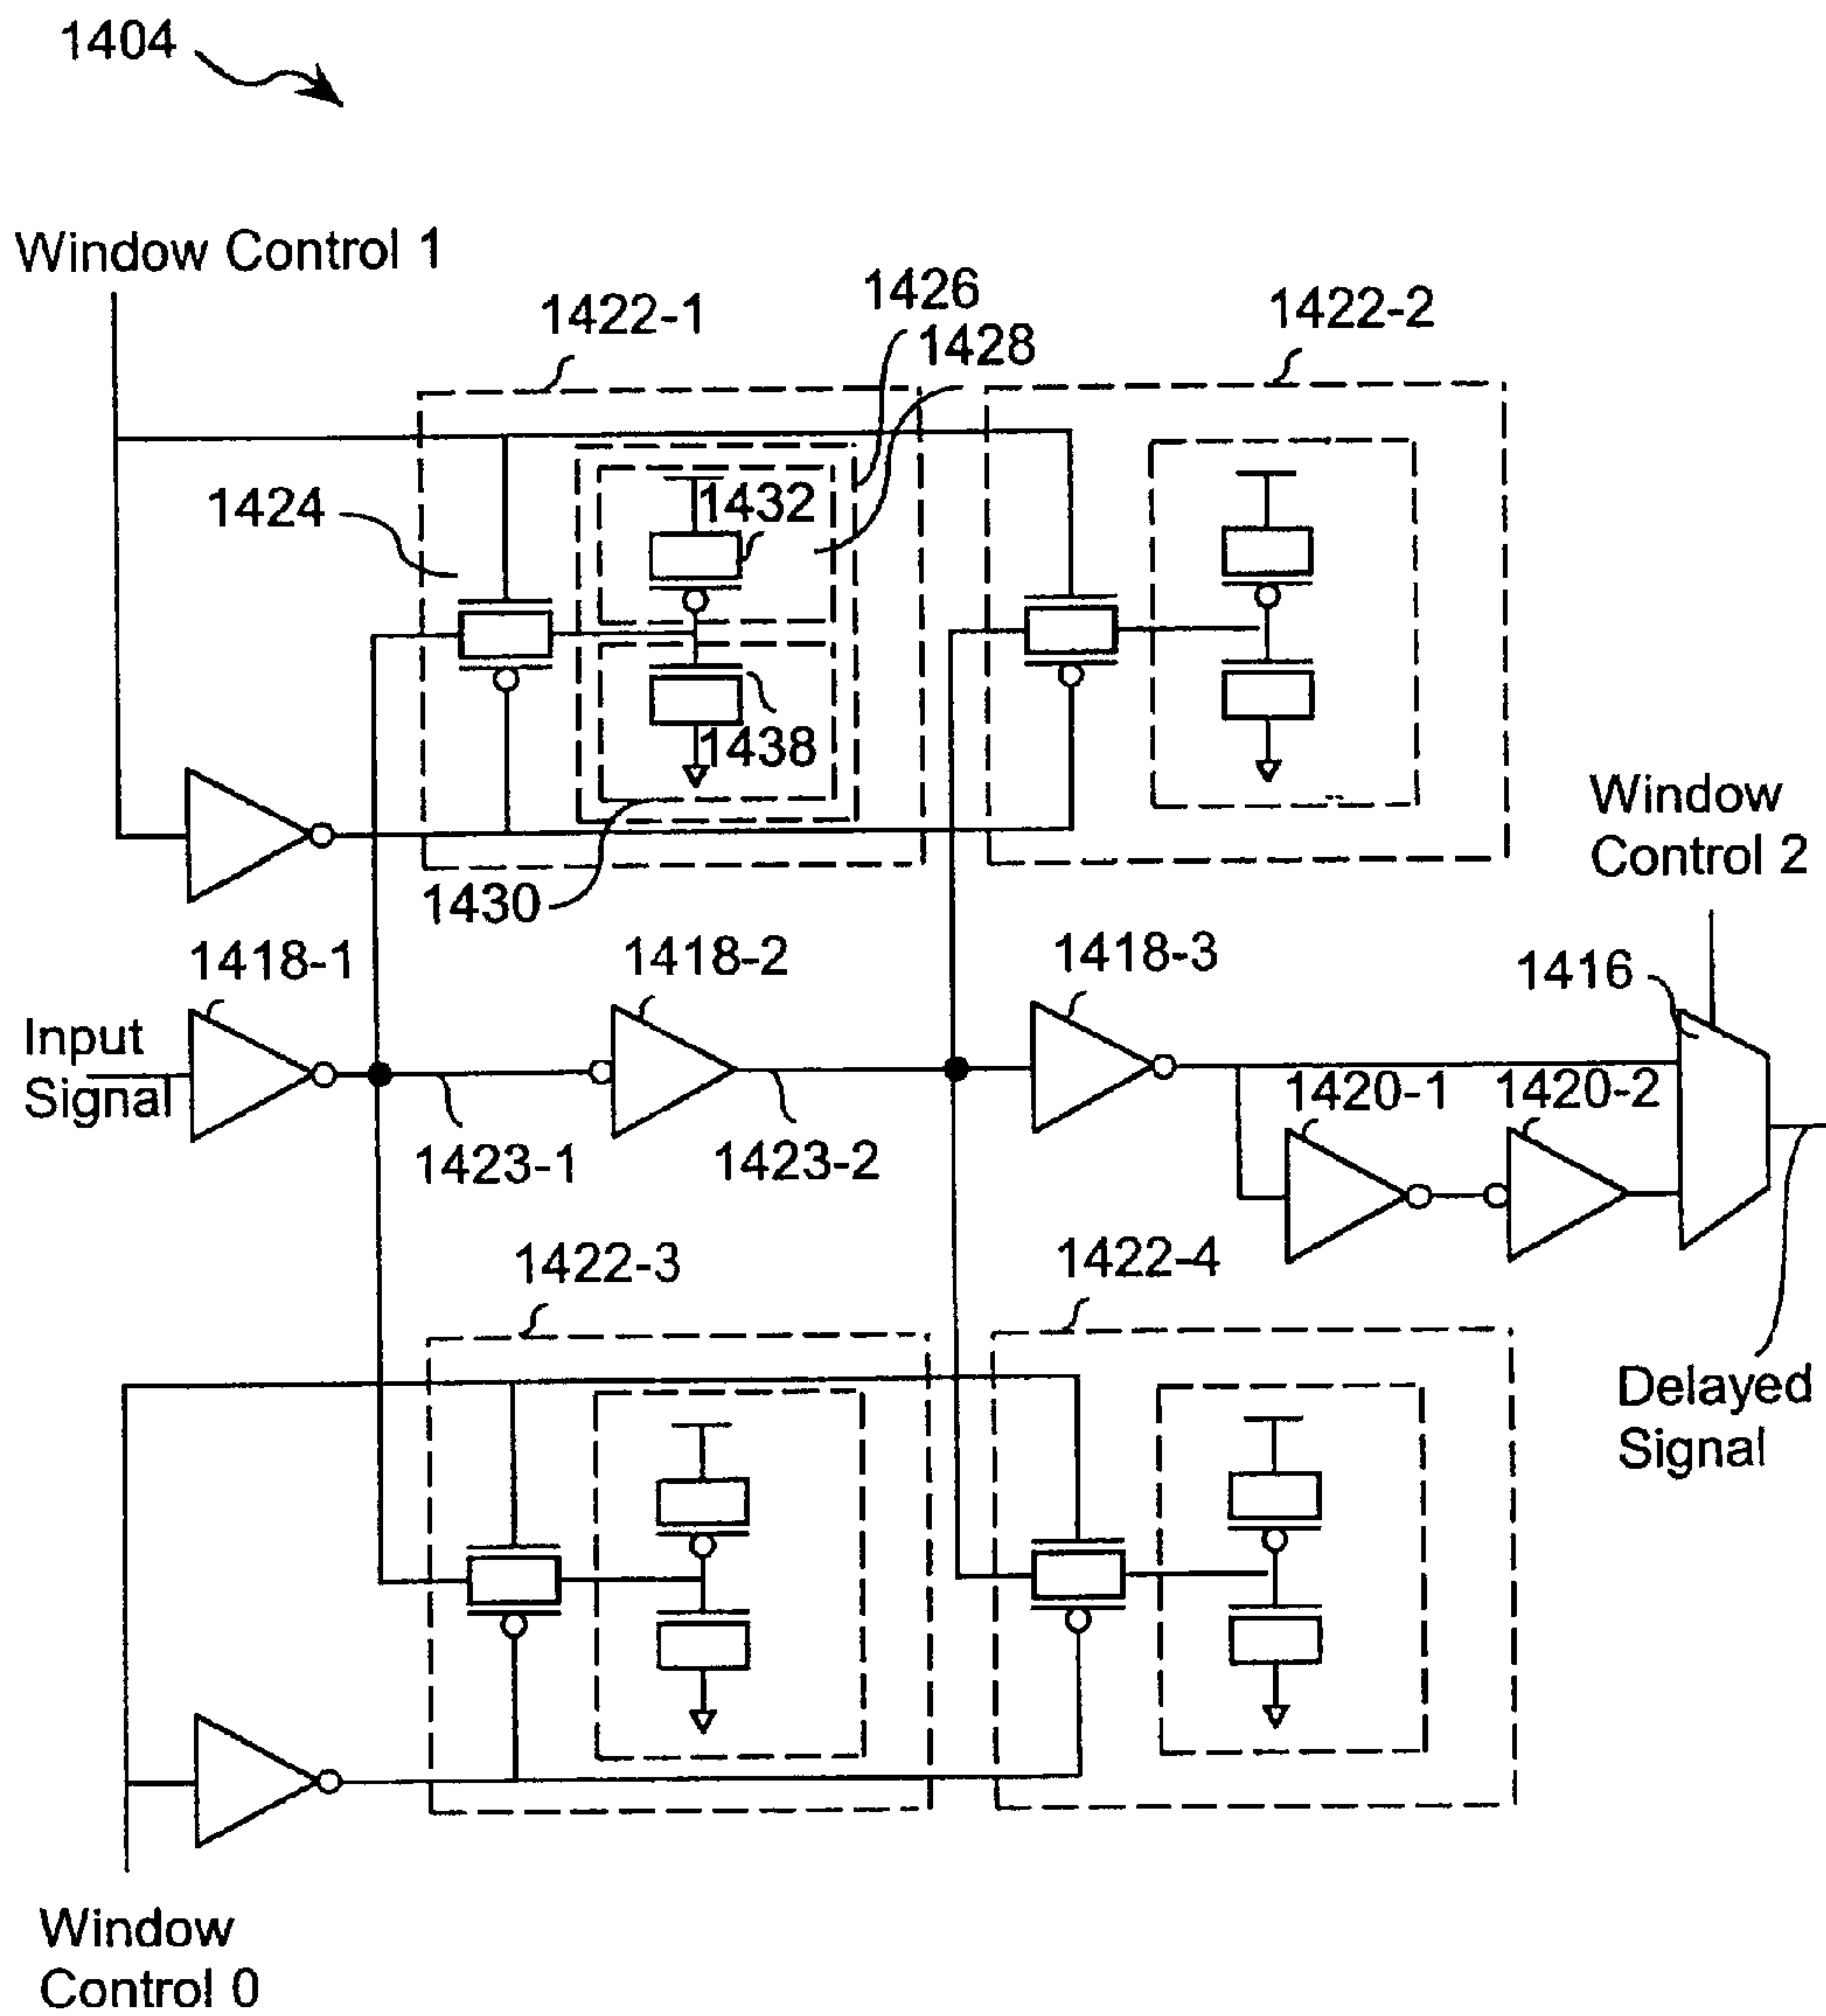 1404
Window Control 1
1422-1
1426
1428
1422-2
1424
1432
1438
1430
Window
Control 2
1418-1
1418-2
1418-3
1416
Input
Signal
1423-1
1423-2
1420-1
1420-2
1422-3
1422-4
Delayed
Signal
Window
Control 0